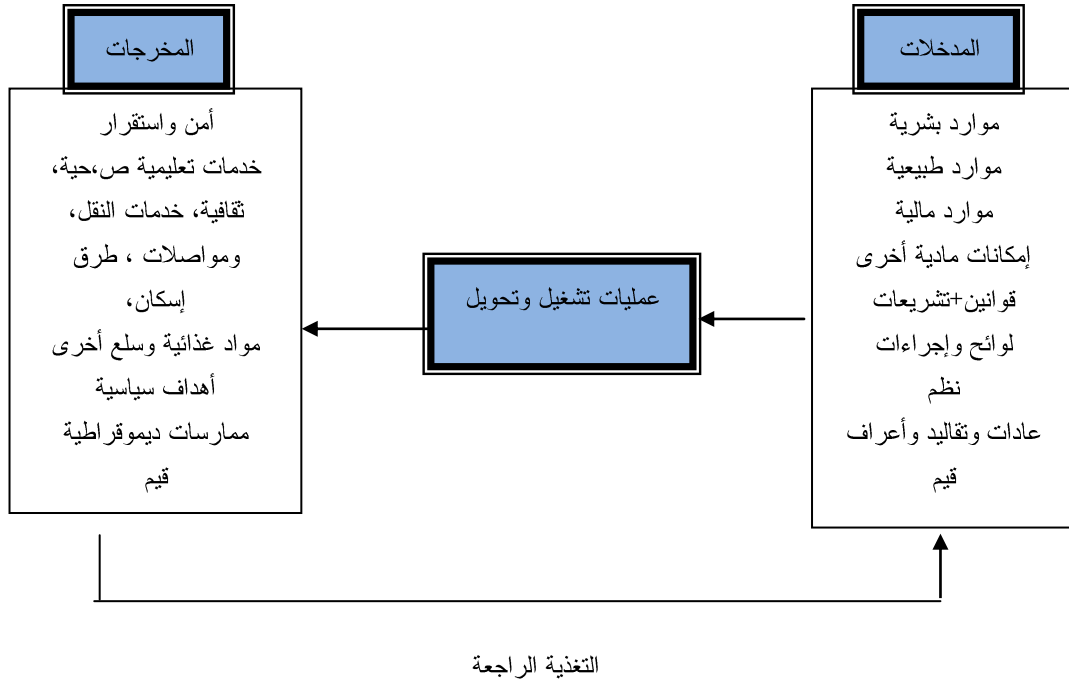 المدخلات
موارد بشرية
موارد طبيعية
موارد مالية
إمكانات مادية أخرى
قوانين+تشريعات
لوائح وإجراءات
نظم
عادات وتقاليد وأعراف
قيم
عمليات تشغيل وتحويل
المخرجات
أمن واستقرار
خدمات تعليمية ص،حية،
ثقافية، خدمات النقل،
ومواصلات ، طرق
إسكان،
مواد غذائية وسلع أخرى
أهداف سياسية
ممارسات ديموقراطية
قيم
التغذية الراجعة